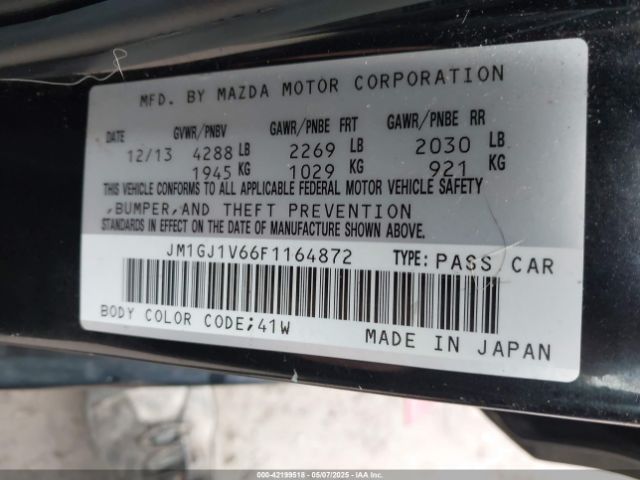 MFD. BY MAZDA MOTOR CORPORATION
DATE GVWR/PNBV GAWR/PNBE FRT GAWR/PNBE RR
12/13 4288 LB 2269 LB 2030 LB
1945 KG 1029 KG 921 KG
THIS VEHICLE CONFORMS TO ALL APPLICABLE FEDERAL MOTOR VEHICLE SAFETY
,BUMPER,AND THEFT PREVENTION
STANDARDS IN EFFECT ON THE DATE OF MANUFACTURE SHOWN ABOVE.
JM1GJ1V66F1164872 TYPE: PASS CAR
BODY COLOR CODE;41W MADE IN JAPAN
000-42199518 - 05/07/2025 - IAA Inc.